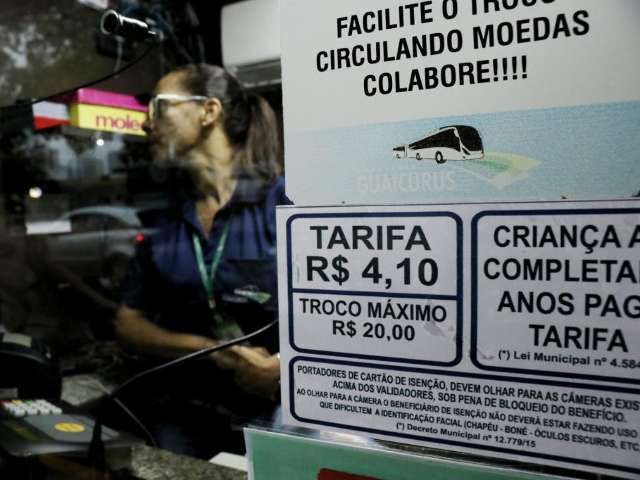 FACILITE O TROCO
CIRCULANDO MOEDAS
COLABORE!!!!
GUAICURUS
TARIFA
R$ 4,10
TROCO MÁXIMO
R$ 20,00
CRIANÇA A
COMPLETA
ANOS PAG
TARIFA
(*) Lei Municipal nº 4.584
PORTADORES DE CARTÃO DE ISENÇÃO, DEVEM OLHAR PARA AS CÂMERAS EXIS
ACIMA DOS VALIDADORES, SOB PENA DE BLOQUEIO DO BENEFÍCIO.
AO OLHAR PARA A CÂMERA O BENEFICIÁRIO DE ISENÇÃO NÃO DEVERÁ ESTAR FAZENDO USO
QUE DIFICULTEM A IDENTIFICAÇÃO FACIAL (CHAPÉU - BONÉ - ÓCULOS ESCUROS, ETC.
(*) Decreto Municipal nº 12.779/15